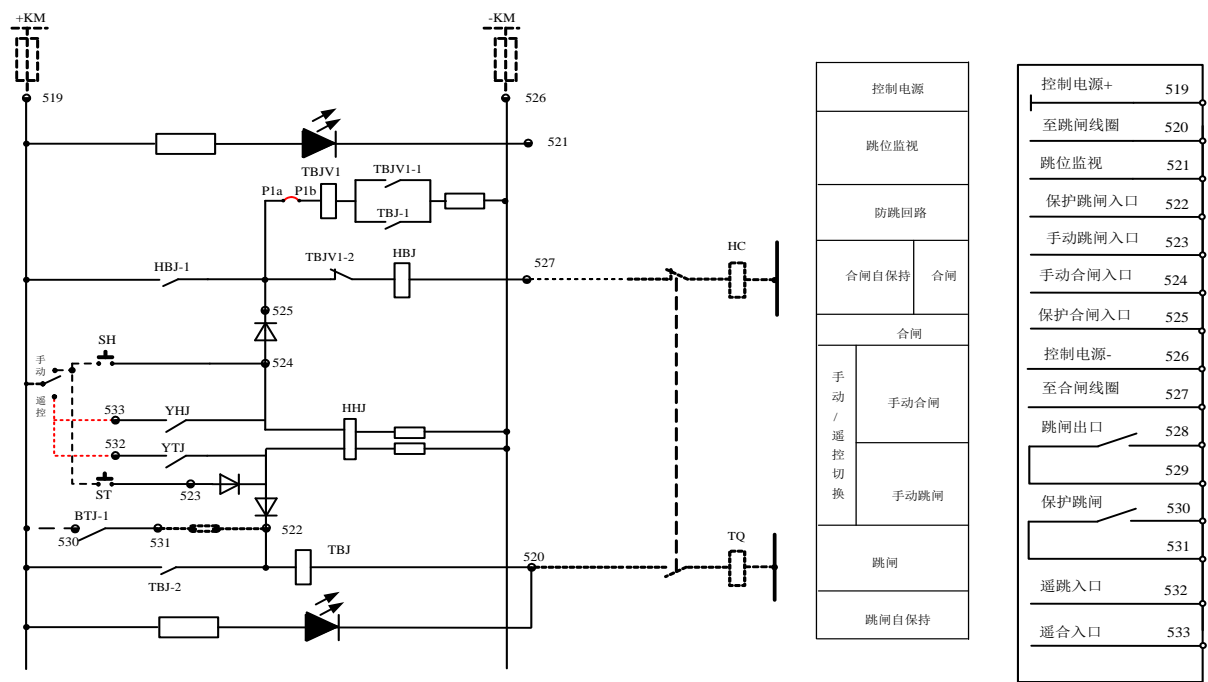 +KM
-KM
519
526
521
TBJV1
TBJV1-1
P1a
P1b
TBJ-1
HBJ-1
TBJV1-2
HBJ
527
HC
525
SH
524
手动
遥控
533
YHJ
HHJ
532
YTJ
ST
523
BTJ-1
530
531
522
TBJ
520
TQ
TBJ-2
控制电源
跳位监视
防跳回路
合闸自保持
合闸
合闸
手动/遥控切换
手动合闸
手动跳闸
跳闸
跳闸自保持
控制电源+ 519
至跳闸线圈 520
跳位监视 521
保护跳闸入口 522
手动跳闸入口 523
手动合闸入口 524
保护合闸入口 525
控制电源- 526
至合闸线圈 527
跳闸出口 528
529
保护跳闸 530
531
遥跳入口 532
遥合入口 533